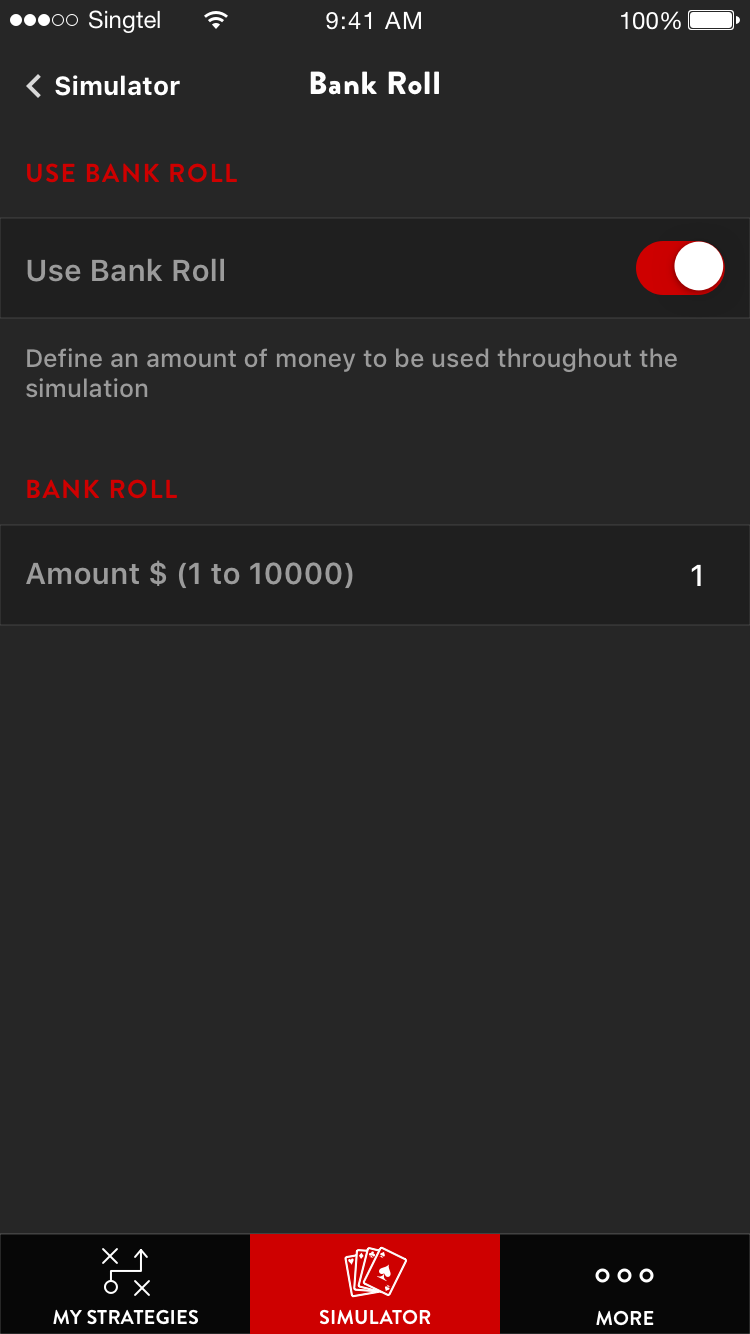 Singtel 9:41 AM 100%
Simulator Bank Roll
USE BANK ROLL
Use Bank Roll
Define an amount of money to be used throughout the
simulation
BANK ROLL
Amount $ (1 to 10000) 1
MY STRATEGIES SIMULATOR MORE